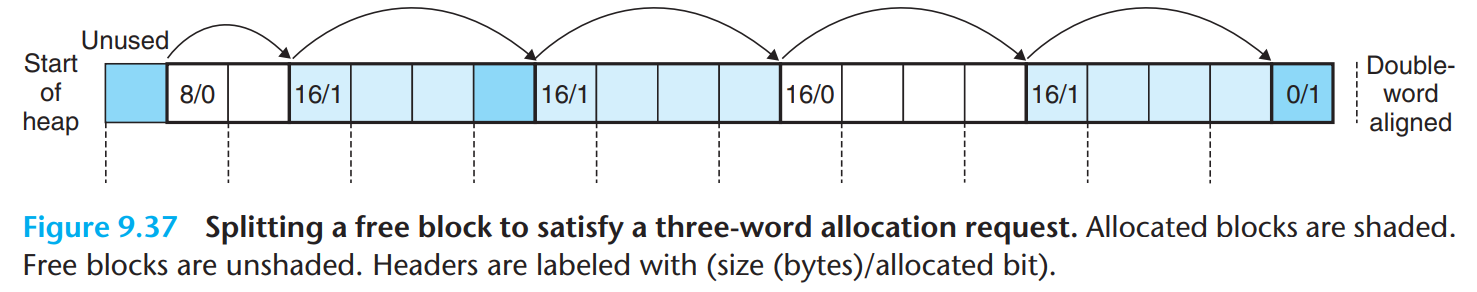 Unused
Start
of
heap
8/0
16/1
16/1
16/0
16/1
0/1
Double-
word
aligned
Figure 9.37 Splitting a free block to satisfy a three-word allocation request. Allocated blocks are shaded.
Free blocks are unshaded. Headers are labeled with (size (bytes)/allocated bit).